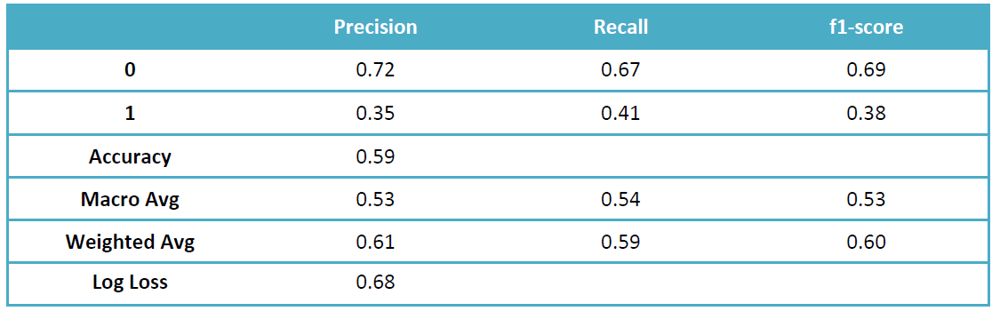 Precision Recall f1-score
0 0.72 0.67 0.69
1 0.35 0.41 0.38
Accuracy 0.59
Macro Avg 0.53 0.54 0.53
Weighted Avg 0.61 0.59 0.60
Log Loss 0.68